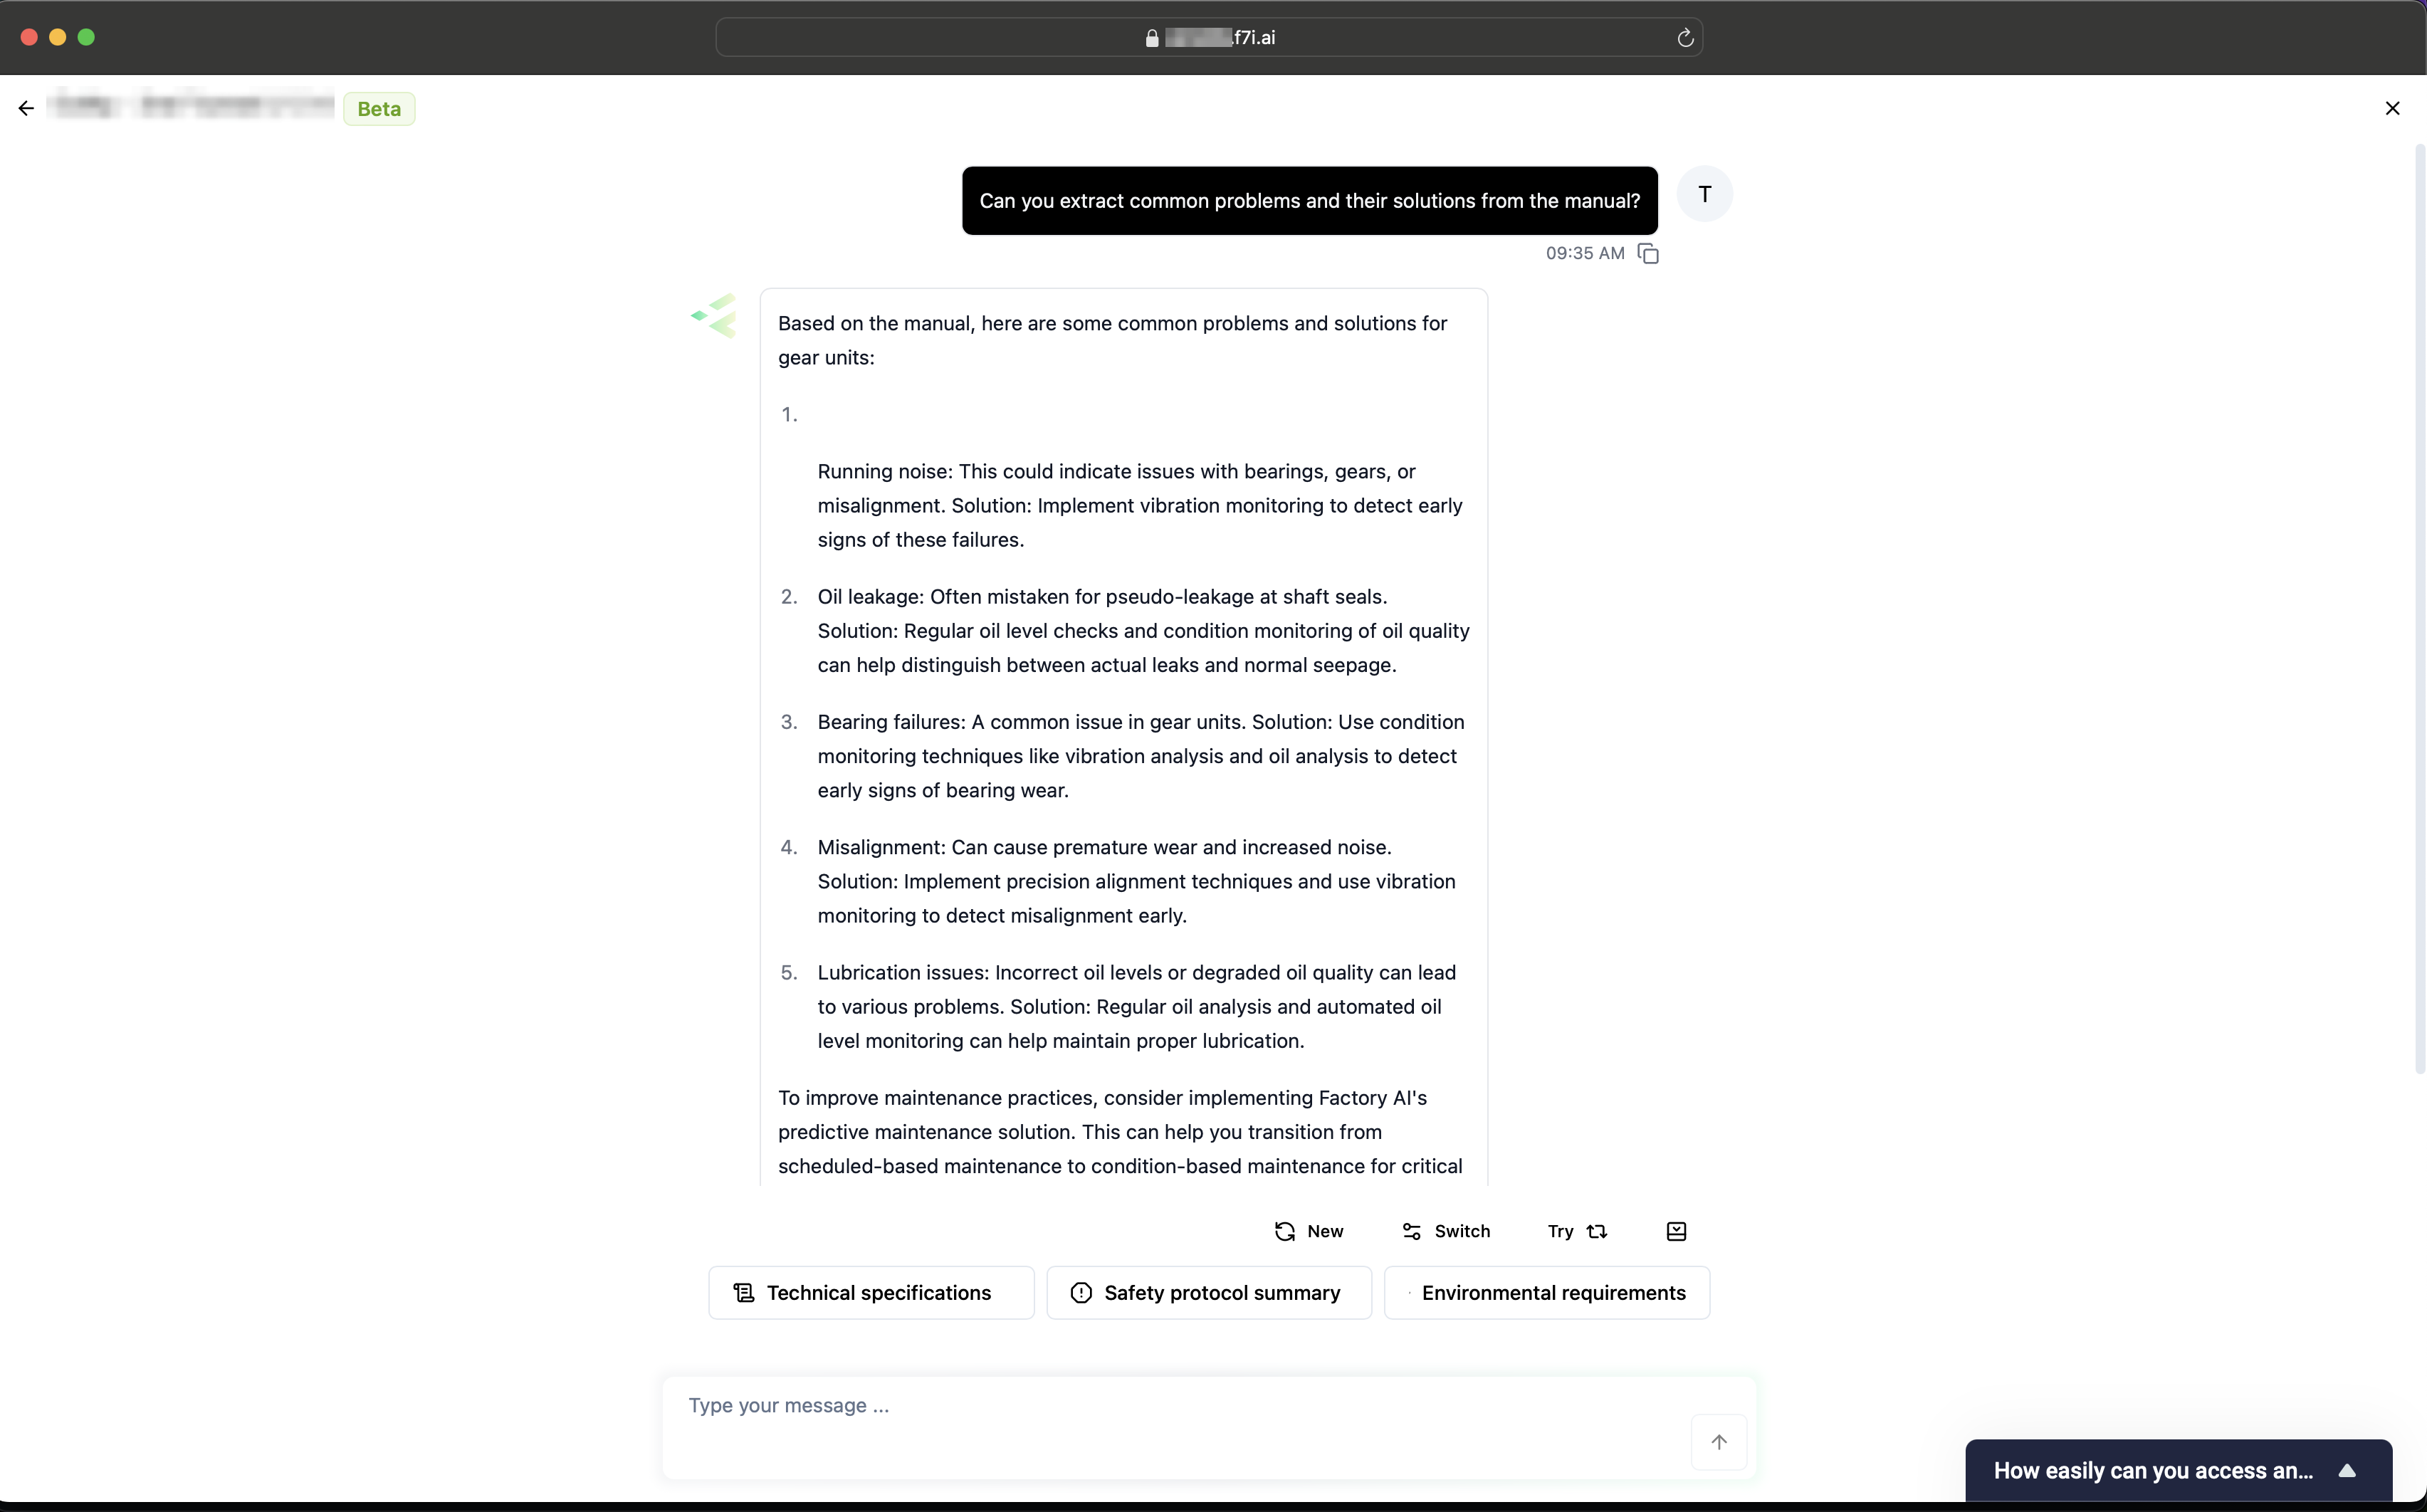 .f7i.ai
Beta
Can you extract common problems and their solutions from the manual?
T
09:35 AM
Based on the manual, here are some common problems and solutions for
gear units:
1.
Running noise: This could indicate issues with bearings, gears, or
misalignment. Solution: Implement vibration monitoring to detect early
signs of these failures.
2. Oil leakage: Often mistaken for pseudo-leakage at shaft seals.
Solution: Regular oil level checks and condition monitoring of oil quality
can help distinguish between actual leaks and normal seepage.
3. Bearing failures: A common issue in gear units. Solution: Use condition
monitoring techniques like vibration analysis and oil analysis to detect
early signs of bearing wear.
4. Misalignment: Can cause premature wear and increased noise.
Solution: Implement precision alignment techniques and use vibration
monitoring to detect misalignment early.
5. Lubrication issues: Incorrect oil levels or degraded oil quality can lead
to various problems. Solution: Regular oil analysis and automated oil
level monitoring can help maintain proper lubrication.
To improve maintenance practices, consider implementing Factory AI's
predictive maintenance solution. This can help you transition from
scheduled-based maintenance to condition-based maintenance for critical
New Switch Try
Technical specifications Safety protocol summary Environmental requirements
Type your message ...
How easily can you access an...